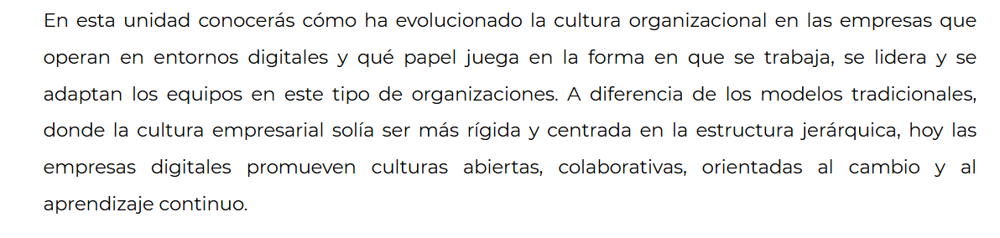 En esta unidad conocerás cómo ha evolucionado la cultura organizacional en las empresas que
operan en entornos digitales y qué papel juega en la forma en que se trabaja, se lidera y se
adaptan los equipos en este tipo de organizaciones. A diferencia de los modelos tradicionales,
donde la cultura empresarial solía ser más rígida y centrada en la estructura jerárquica, hoy las
empresas digitales promueven culturas abiertas, colaborativas, orientadas al cambio y al
aprendizaje continuo.